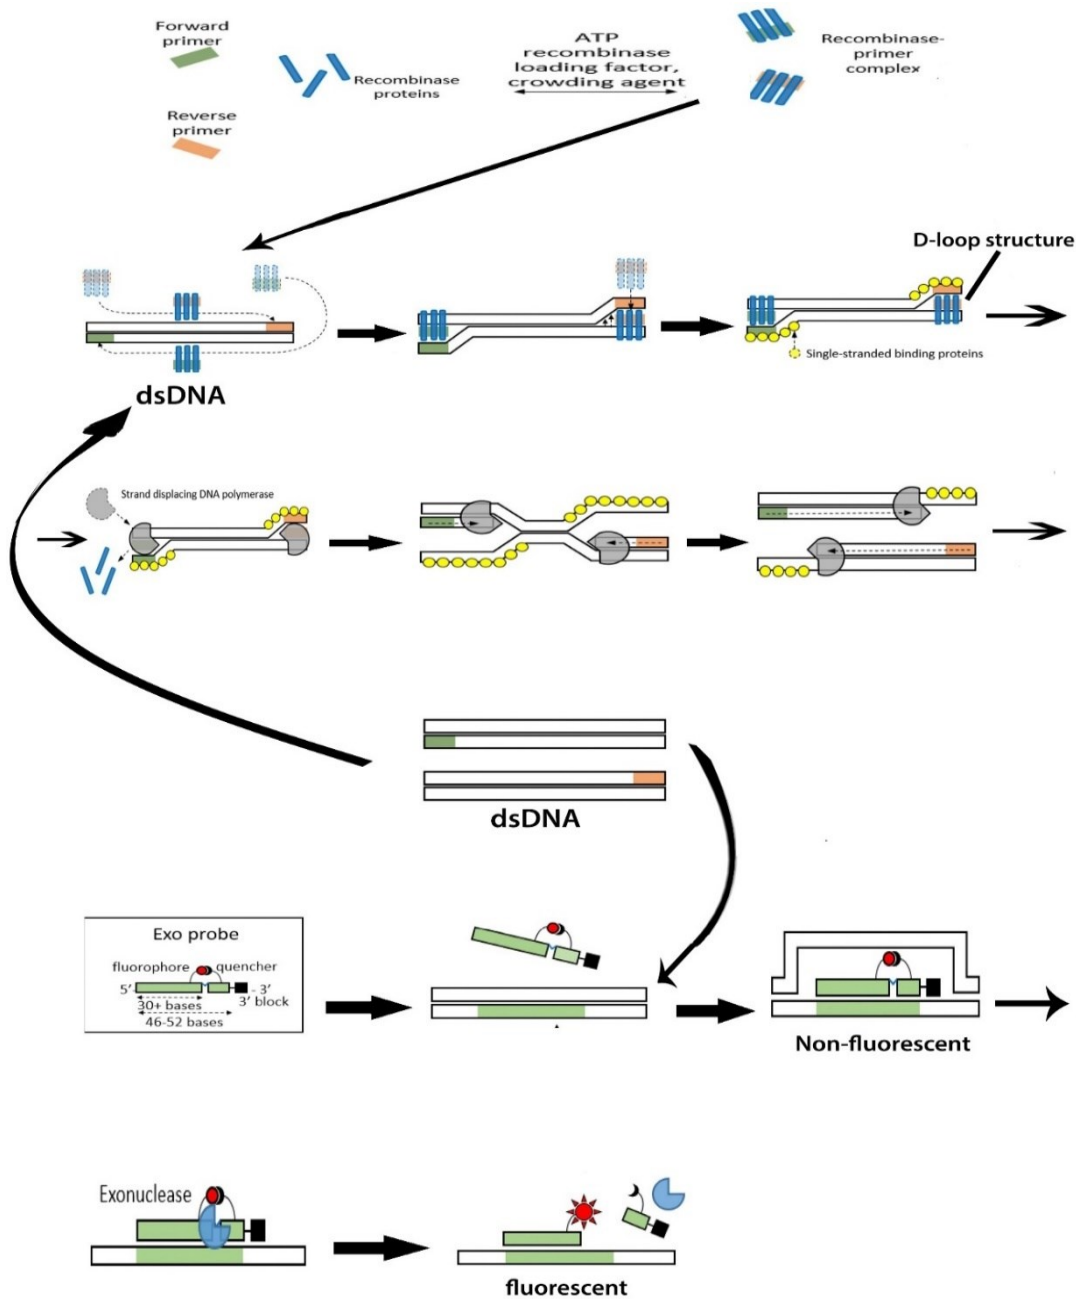 Forward
primer
Recombinase
proteins
Reverse
primer
ATP
recombinase
loading factor,
crowding agent
Recombinase-
primer
complex
D-loop structure
Single-stranded binding proteins
dsDNA
Strand displacing DNA polymerase
dsDNA
Exo probe
fluorophore
quencher
5′
- 3′
3′ block
30+ bases
46-52 bases
Non-fluorescent
Exonuclease
fluorescent